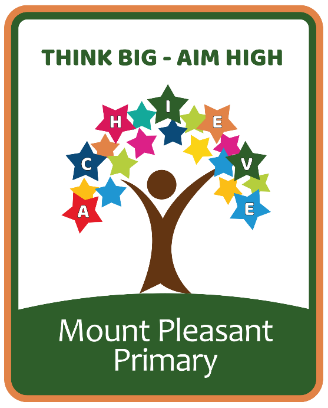 THINK BIG - AIM HIGH
ACHIEVE
Mount Pleasant
Primary